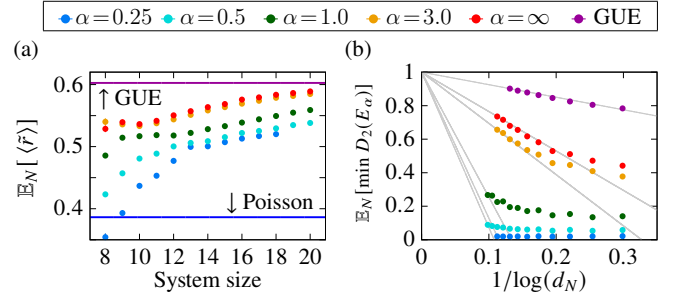 α=0.25 α=0.5 α=1.0 α=3.0 α=∞ GUE
(a)
(b)
0.6
0.5
0.4
𝔼_N [⟨r̃⟩]
↑ GUE
↓ Poisson
8 10 12 14 16 18 20
System size
1
0.8
0.6
0.4
0.2
0
𝔼_N [min D_2(E_α)]
0 0.1 0.2 0.3
1/log(d_N)